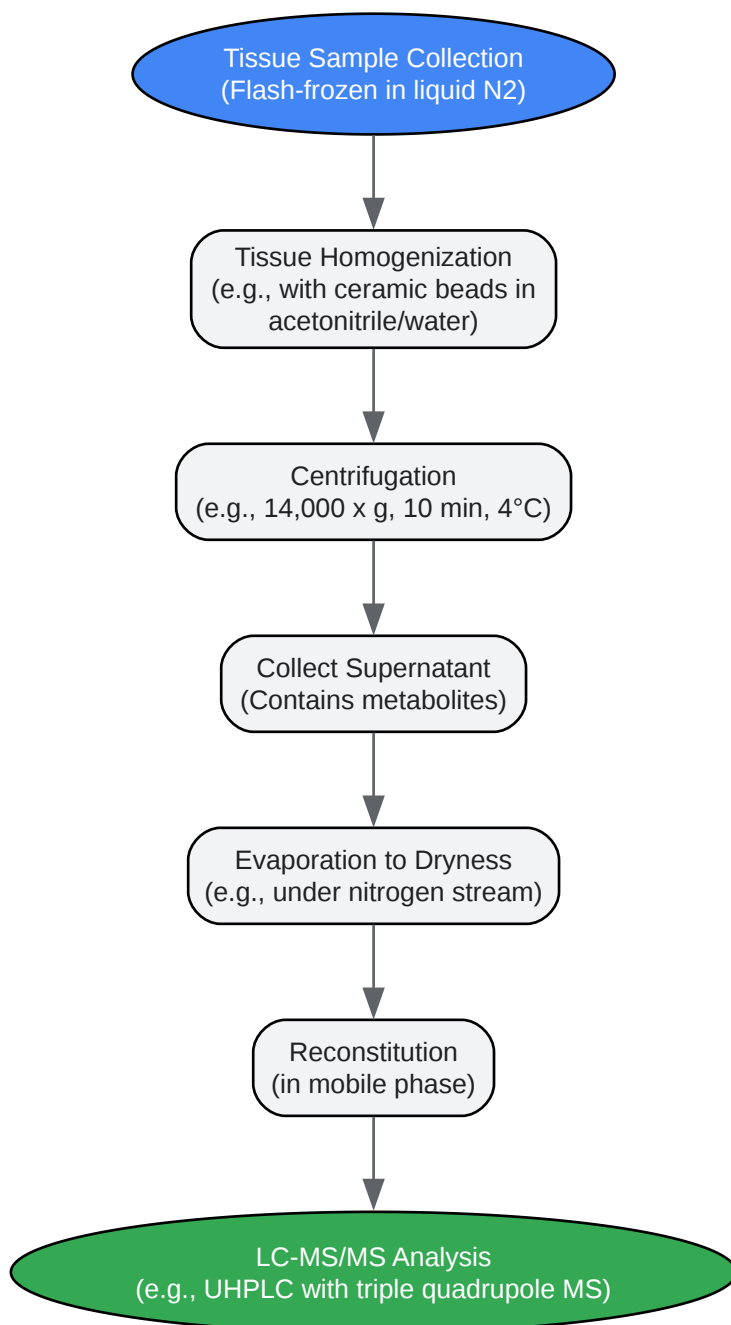 Tissue Sample Collection
(Flash-frozen in liquid N2)
Tissue Homogenization
(e.g., with ceramic beads in
acetonitrile/water)
Centrifugation
(e.g., 14,000 x g, 10 min, 4°C)
Collect Supernatant
(Contains metabolites)
Evaporation to Dryness
(e.g., under nitrogen stream)
Reconstitution
(in mobile phase)
LC-MS/MS Analysis
(e.g., UHPLC with triple quadrupole MS)